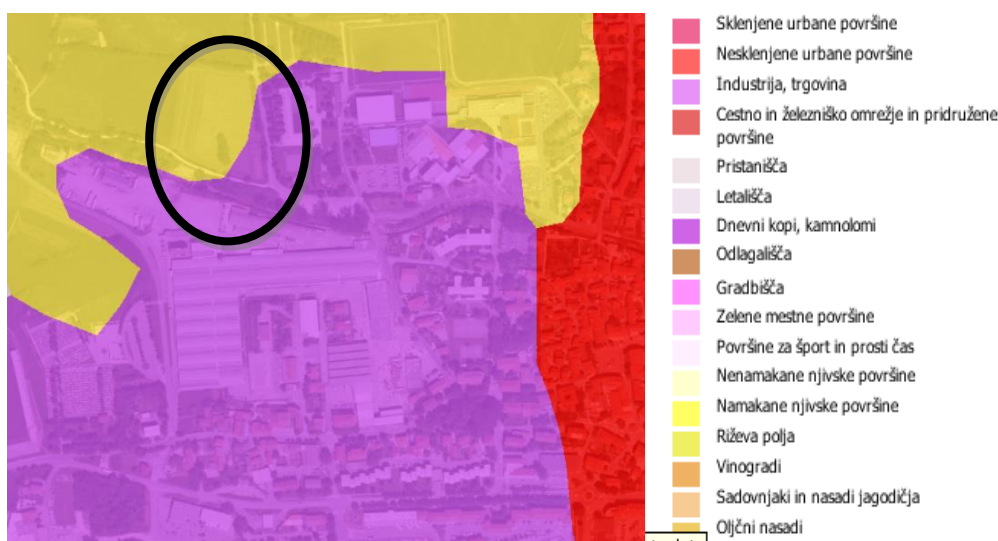 Sklenjene urbane površine
Nesklenjene urbane površine
Industrija, trgovina
Cestno in železniško omrežje in pridružene
površine
Pristanišča
Letališča
Dnevni kopi, kamnolomi
Odlagališča
Gradbišča
Zelene mestne površine
Površine za šport in prosti čas
Nenamakane njivske površine
Namakane njivske površine
Riževa polja
Vinogradi
Sadovnjaki in nasadi jagodičja
Oljčni nasadi